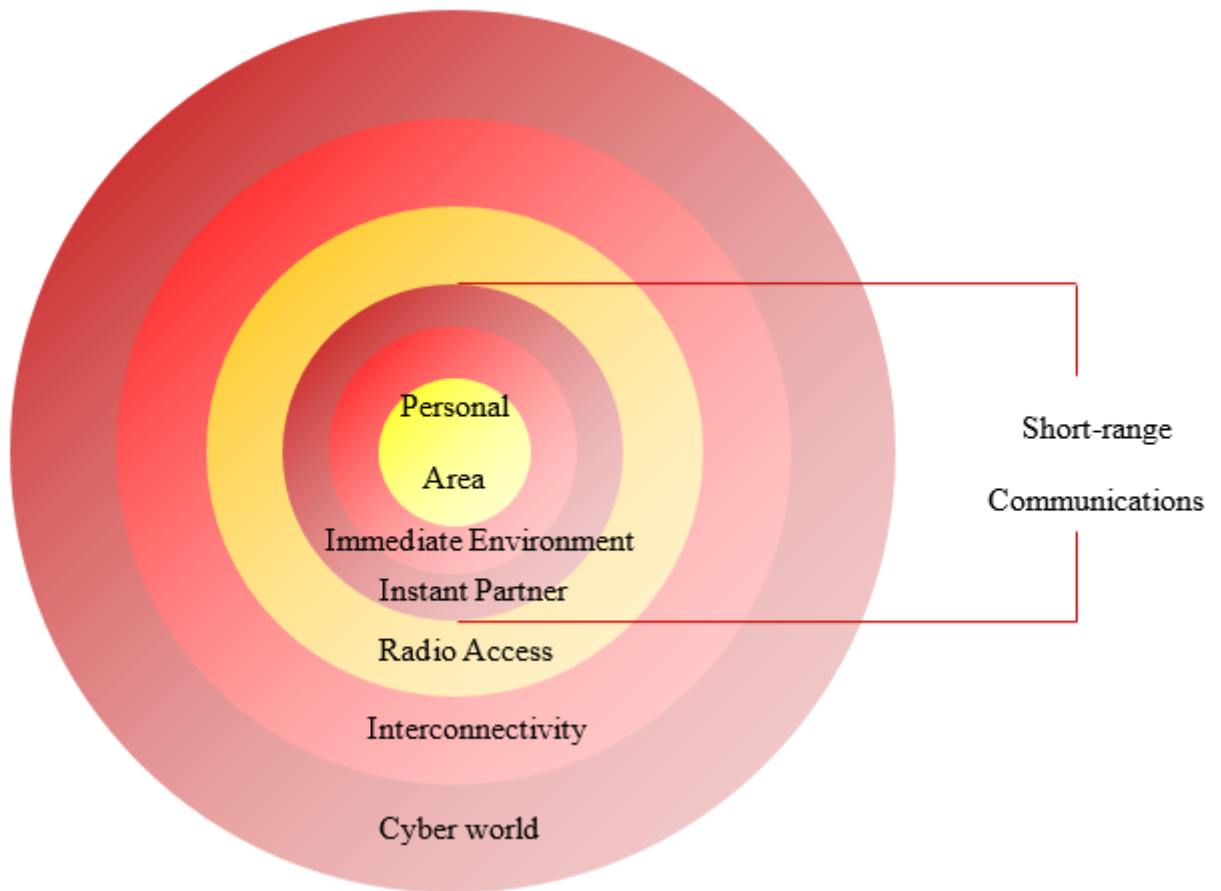 Personal
Area
Immediate Environment
Instant Partner
Radio Access
Interconnectivity
Cyber world
Short-range
Communications